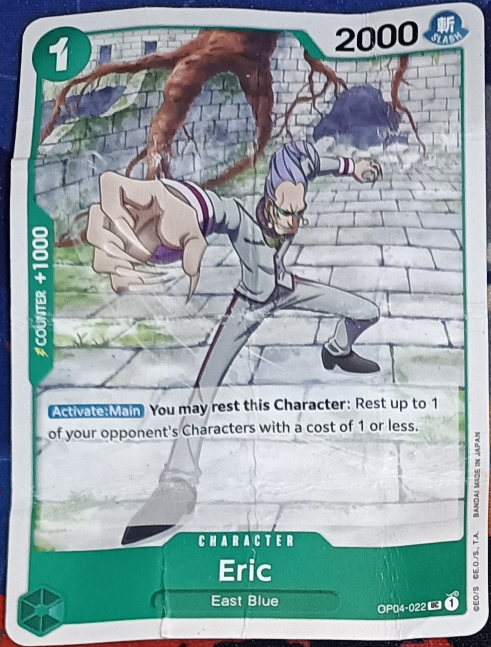 1
2000
斬
SLASH
COUNTER +1000
Activate:Main You may rest this Character: Rest up to 1
of your opponent's Characters with a cost of 1 or less.
CHARACTER
Eric
East Blue
OP04-022 UC 1
©E.O/S ©E.O./S., T.A. BANDAI MADE IN JAPAN